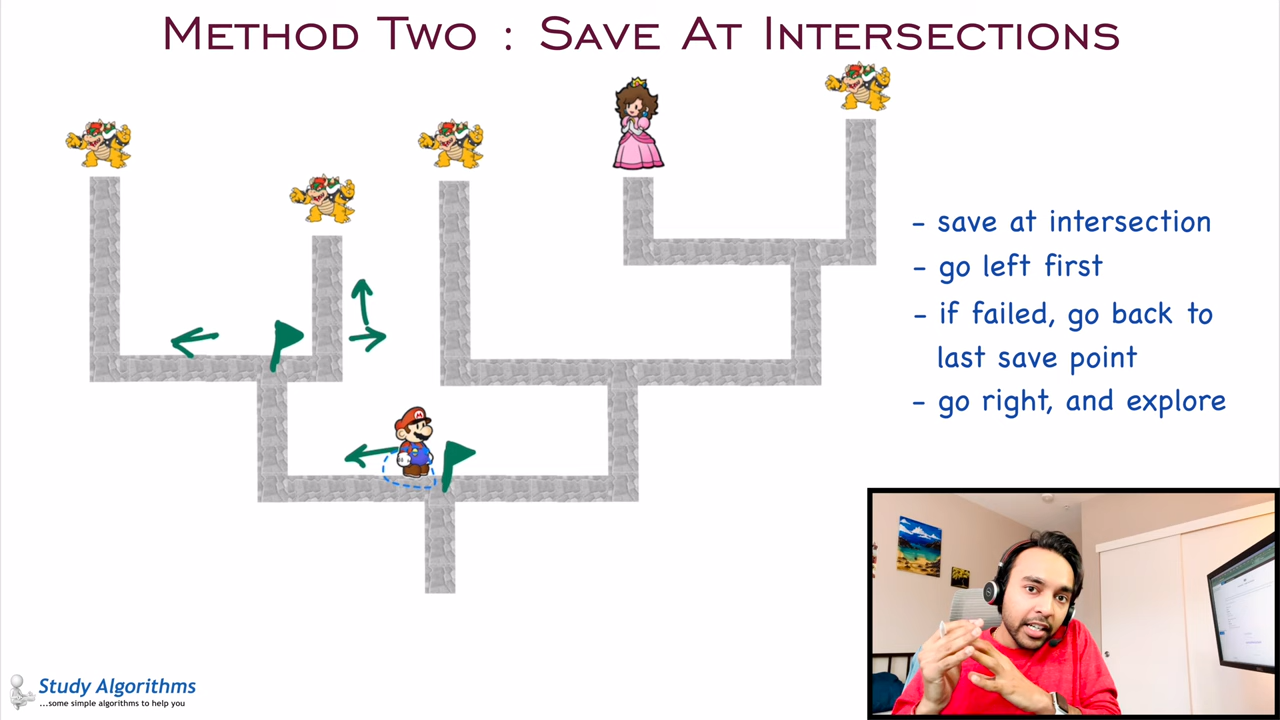 METHOD TWO : SAVE AT INTERSECTIONS
- save at intersection
- go left first
- if failed, go back to
last save point
- go right, and explore
Study Algorithms
...some simple algorithms to help you